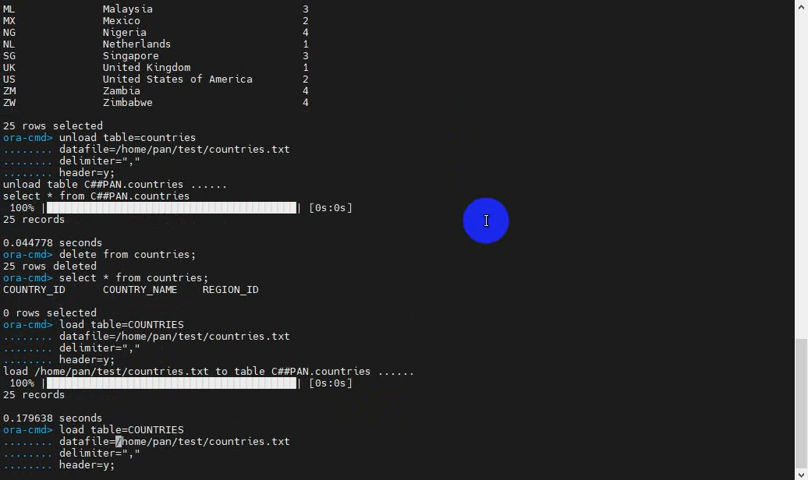 ML Malaysia 3
MX Mexico 2
NG Nigeria 4
NL Netherlands 1
SG Singapore 3
UK United Kingdom 1
US United States of America 2
ZM Zambia 4
ZW Zimbabwe 4
25 rows selected
ora-cmd> unload table=countries
........ datafile=/home/pan/test/countries.txt
........ delimiter=","
........ header=y;
unload table C##PAN.countries ......
select * from C##PAN.countries
100% |████████████████████████████████████████| [0s:0s]
25 records
0.044778 seconds
ora-cmd> delete from countries;
25 rows deleted
ora-cmd> select * from countries;
COUNTRY_ID COUNTRY_NAME REGION_ID
0 rows selected
ora-cmd> load table=COUNTRIES
........ datafile=/home/pan/test/countries.txt
........ delimiter=","
........ header=y;
load /home/pan/test/countries.txt to table C##PAN.countries ......
100% |████████████████████████████████████████| [0s:0s]
25 records
0.179638 seconds
ora-cmd> load table=COUNTRIES
........ datafile=/home/pan/test/countries.txt
........ delimiter=","
........ header=y;